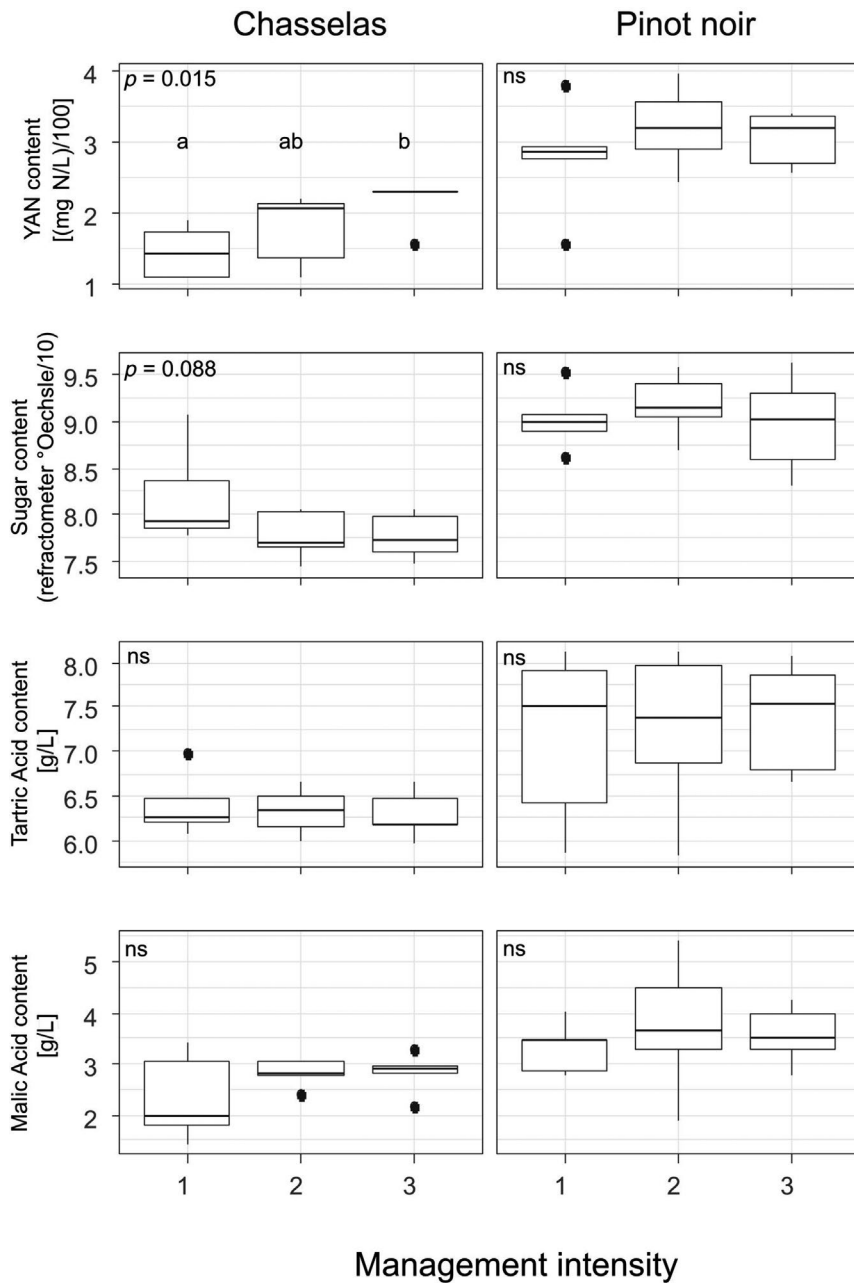 Chasselas
Pinot noir
YAN content
[(mg N/L)/100]
4
3
2
1
p = 0.015
a
ab
b
ns
Sugar content
(refractometer °Oechsle/10)
9.5
9.0
8.5
8.0
7.5
p = 0.088
ns
Tartric Acid content
[g/L]
8.0
7.5
7.0
6.5
6.0
ns
ns
Malic Acid content
[g/L]
5
4
3
2
ns
ns
1
2
3
1
2
3
Management intensity